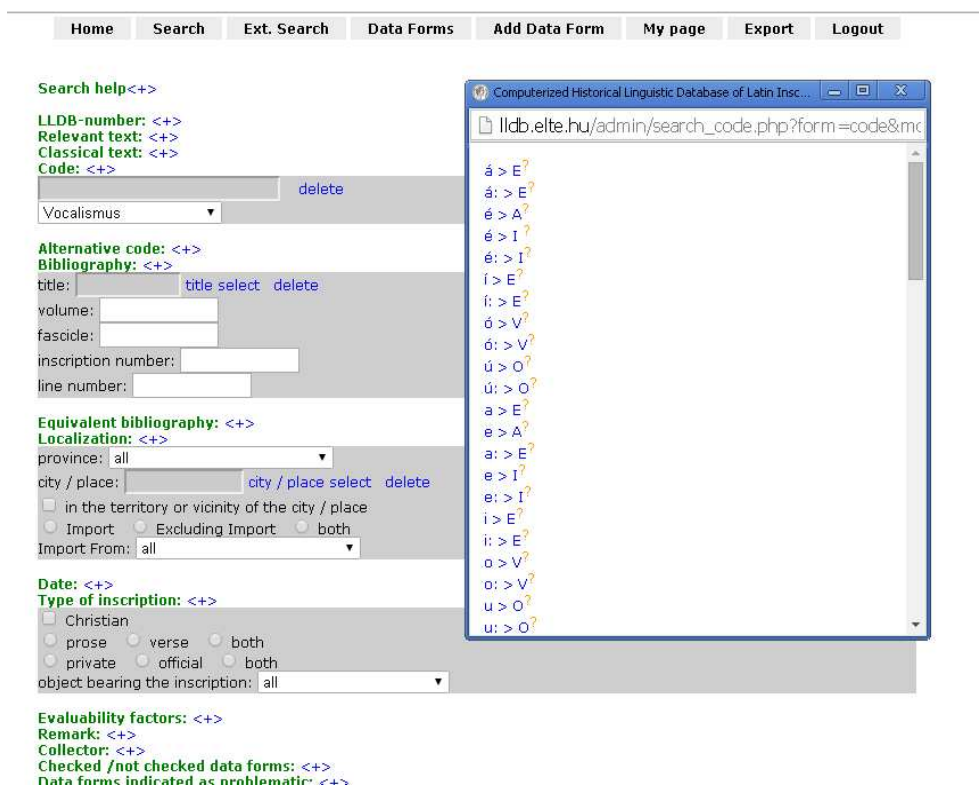 Home Search Ext. Search Data Forms Add Data Form My page Export Logout
Search help<+>
LLDB-number: <+>
Relevant text: <+>
Classical text: <+>
Code: <+>
delete
Vocalismus
Alternative code: <+>
Bibliography: <+>
title: title select delete
volume:
fascicle:
inscription number:
line number:
Equivalent bibliography: <+>
Localization: <+>
province: all
city / place: city / place select delete
in the territory or vicinity of the city / place
Import Excluding Import both
Import From: all
Date: <+>
Type of inscription: <+>
Christian
prose verse both
private official both
object bearing the inscription: all
Evaluability factors: <+>
Remark: <+>
Collector: <+>
Checked /not checked data forms: <+>
Data forms indicated as problematic: <+>
Computerized Historical Linguistic Database of Latin Insc...
lldb.elte.hu/admin/search_code.php?form=code&mo
á > E?
á: > E?
é > A?
é > I ?
é: > I?
í > E?
í: > E?
ó > V?
ó: > V?
ú > O?
ú: > O?
a > E?
e > A?
a: > E?
e > I?
e: > I?
i > E?
i: > E?
o > V?
o: > V?
u > O?
u: > O?